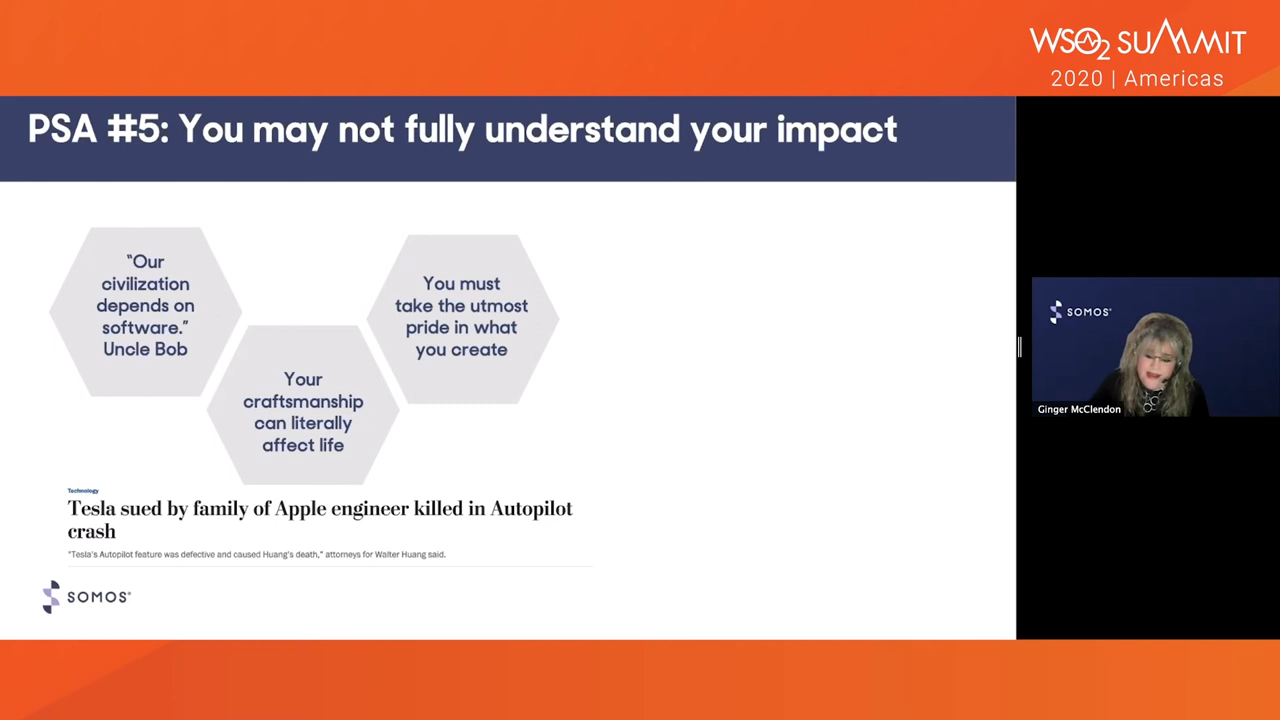 WSO2 SUMMIT
2020 | Americas
PSA #5: You may not fully understand your impact
"Our
civilization
depends on
software."
Uncle Bob
Your
craftsmanship
can literally
affect life
You must
take the utmost
pride in what
you create
Technology
Tesla sued by family of Apple engineer killed in Autopilot
crash
"Tesla's Autopilot feature was defective and caused Huang's death," attorneys for Walter Huang said.
SOMOS®
SOMOS®
Ginger McClendon